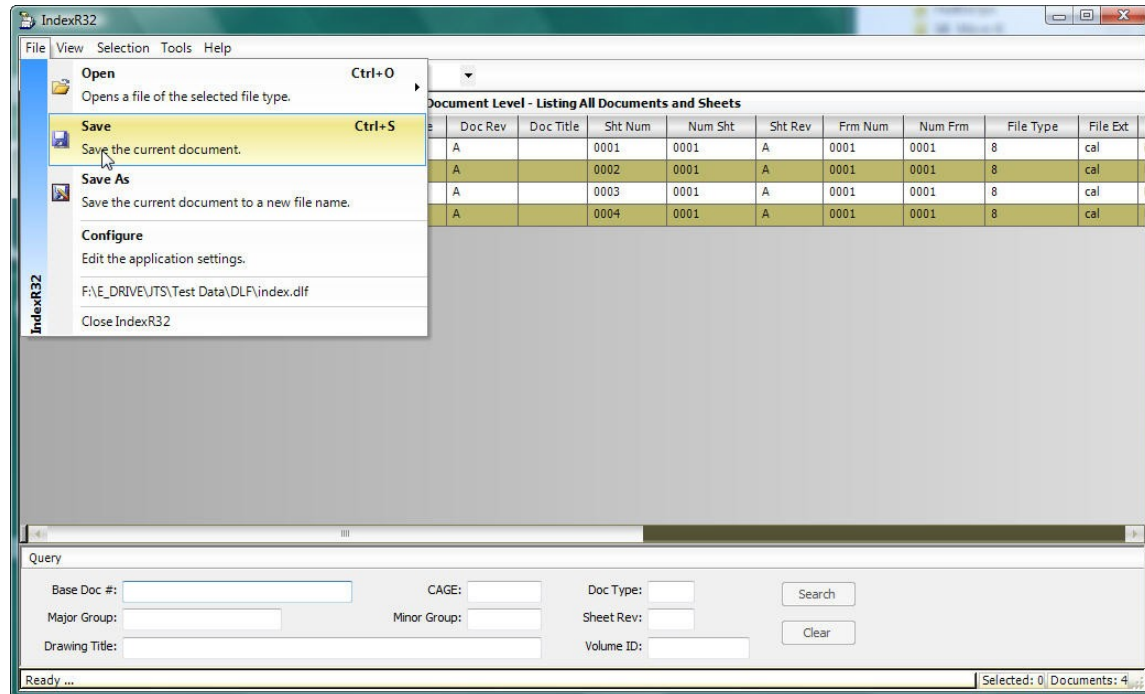 IndexR32
File View Selection Tools Help
Open Ctrl+O
Opens a file of the selected file type.
Save Ctrl+S
Save the current document.
Save As
Save the current document to a new file name.
Configure
Edit the application settings.
F:\E_DRIVE\JTS\Test Data\DLF\index.dlf
Close IndexR32
IndexR32
Document Level - Listing All Documents and Sheets
Doc Rev Doc Title Sht Num Num Sht Sht Rev Frm Num Num Frm File Type File Ext
A 0001 0001 A 0001 0001 8 cal
A 0002 0001 A 0001 0001 8 cal
A 0003 0001 A 0001 0001 8 cal
A 0004 0001 A 0001 0001 8 cal
Query
Base Doc #: CAGE: Doc Type: Search
Major Group: Minor Group: Sheet Rev:
Clear
Drawing Title: Volume ID:
Ready ... Selected: 0 Documents: 4